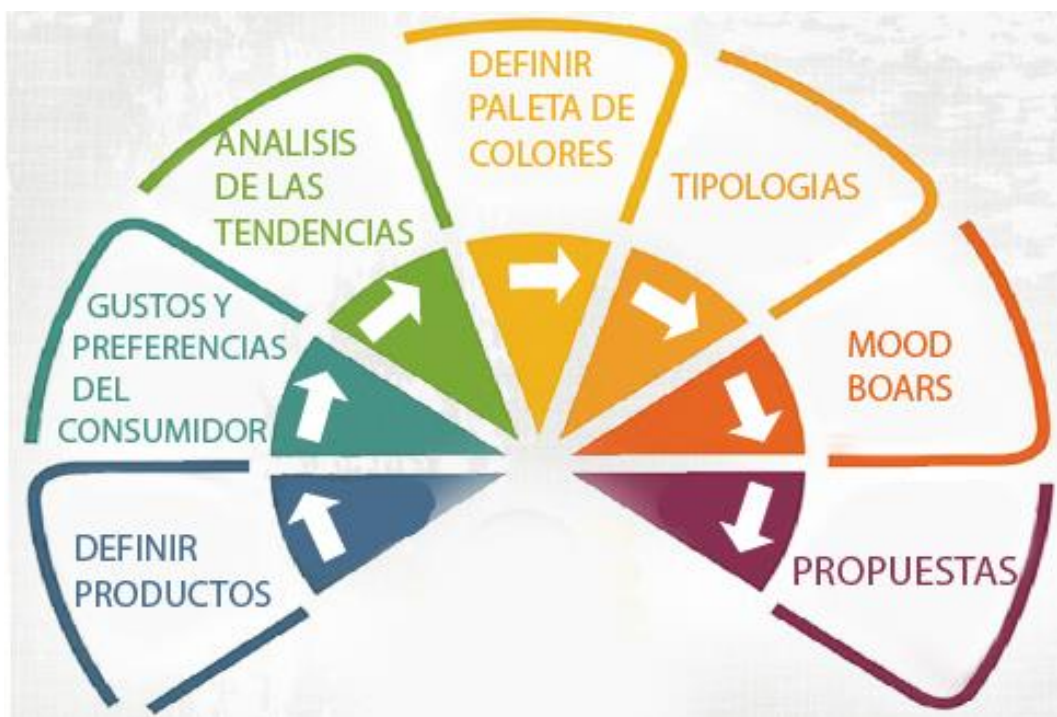 DEFINIR
PRODUCTOS
GUSTOS Y
PREFERENCIAS
DEL
CONSUMIDOR
ANALISIS
DE LAS
TENDENCIAS
DEFINIR
PALETA DE
COLORES
TIPOLOGIAS
MOOD
BOARS
PROPUESTAS